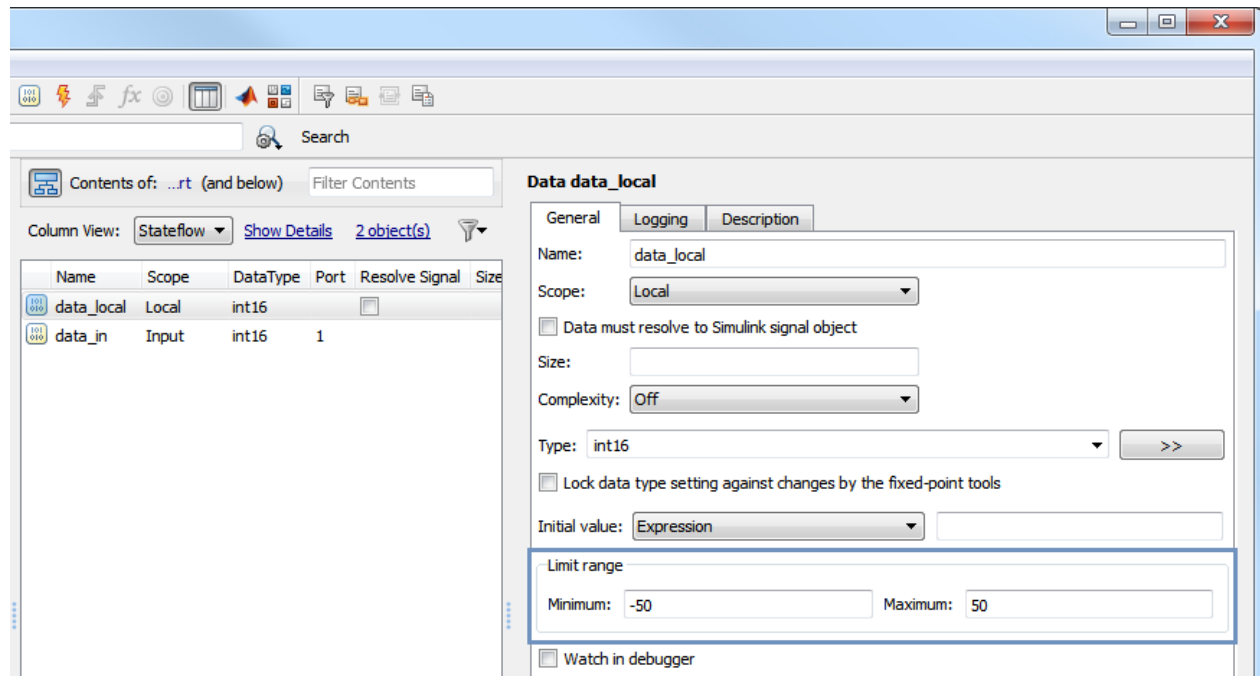 fx
Search
Contents of: ...rt (and below) Filter Contents
Column View: Stateflow Show Details 2 object(s)
Name Scope DataType Port Resolve Signal Size
data_local Local int16
data_in Input int16 1
Data data_local
General Logging Description
Name: data_local
Scope: Local
Data must resolve to Simulink signal object
Size:
Complexity: Off
Type: int16 >>
Lock data type setting against changes by the fixed-point tools
Initial value: Expression
Limit range
Minimum: -50 Maximum: 50
Watch in debugger